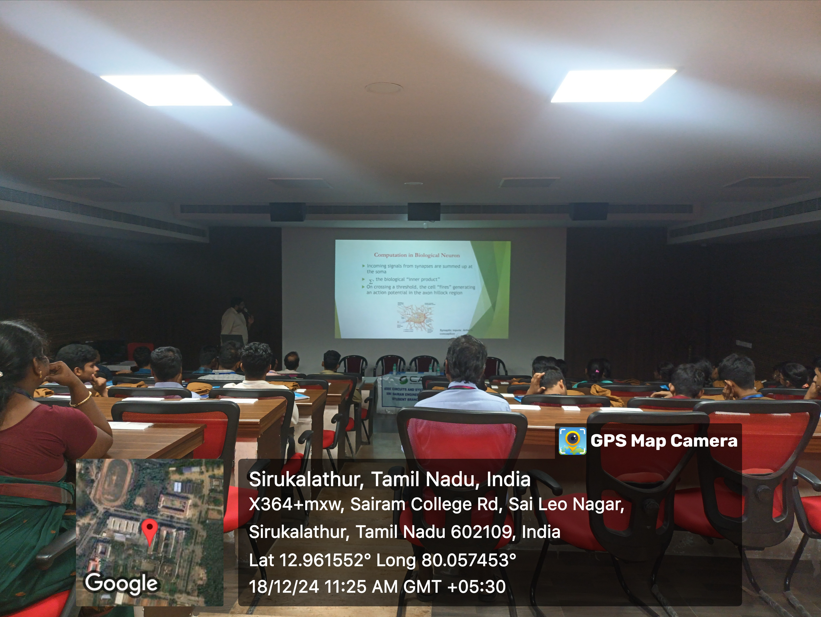 Computation in Biological Neuron
Incoming signals from synapses are summed up at
the soma
, the biological "inner product"
On crossing a threshold, the cell "fires" generating
an action potential in the axon hillock region
GPS Map Camera
Sirukalathur, Tamil Nadu, India
X364+mxw, Sairam College Rd, Sai Leo Nagar,
Sirukalathur, Tamil Nadu 602109, India
Lat 12.961552° Long 80.057453°
18/12/24 11:25 AM GMT +05:30
Google